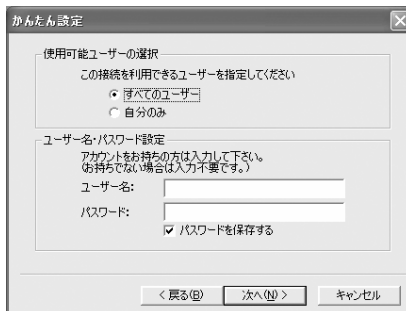 かんたん設定
使用可能ユーザーの選択
この接続を利用できるユーザーを指定してください
すべてのユーザー
自分のみ
ユーザー名・パスワード設定
アカウントをお持ちの方は入力して下さい。
(お持ちでない場合は入力不要です。)
ユーザー名:
パスワード:
パスワードを保存する
< 戻る(B) 次へ(N) > キャンセル